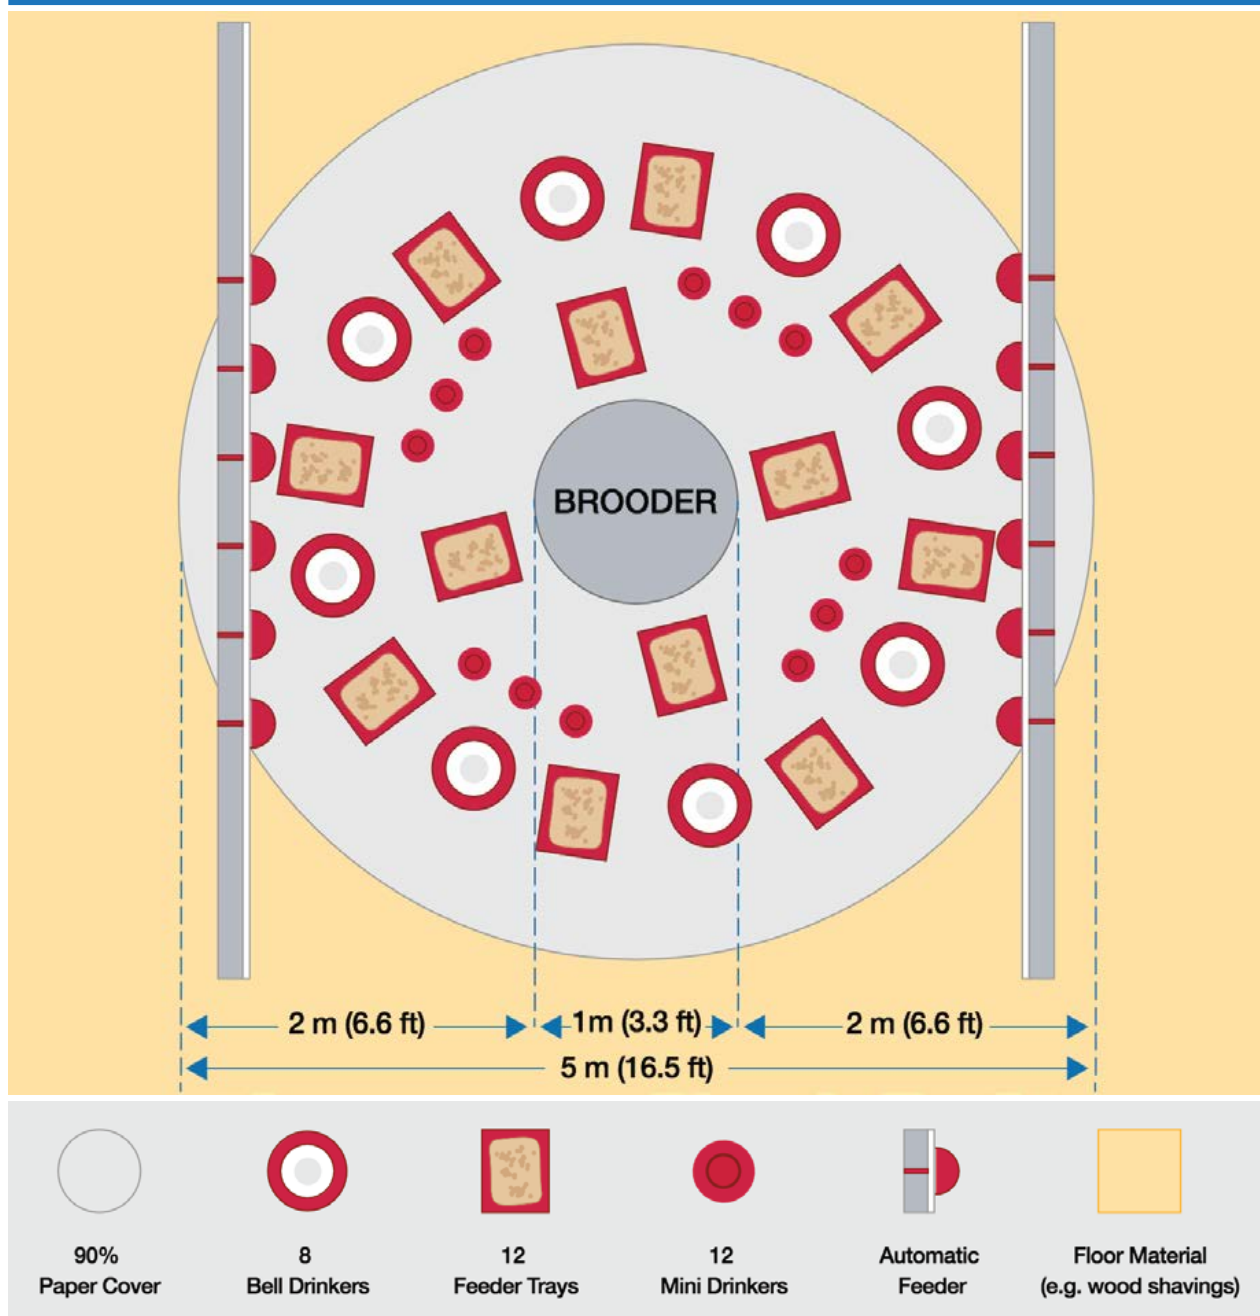 BROODER
2 m (6.6 ft)
1m (3.3 ft)
2 m (6.6 ft)
5 m (16.5 ft)
90%
Paper Cover
8
Bell Drinkers
12
Feeder Trays
12
Mini Drinkers
Automatic
Feeder
Floor Material
(e.g. wood shavings)